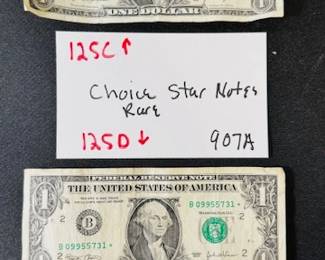 1 ONE DOLLAR 1
125C ↑
Choice Star Notes
Rare
125D ↓ 907A
FEDERAL RESERVE NOTE
THE UNITED STATES OF AMERICA
B 09955731 *
2 B 2
B 09955731 *
2 2